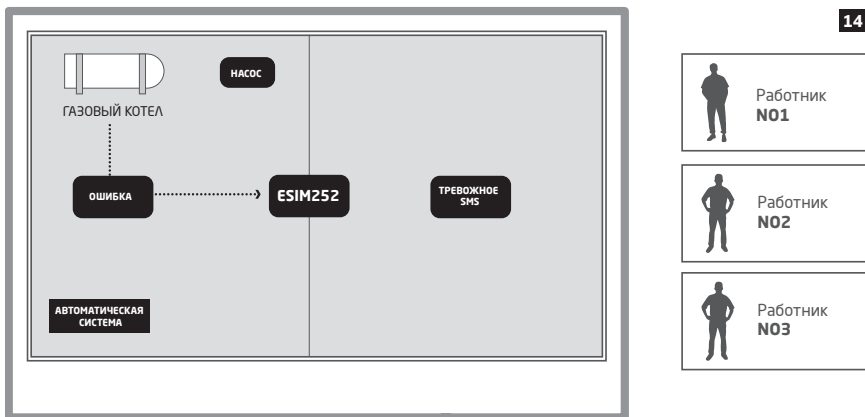 14
НАСОС
ГАЗОВЫЙ КОТЕЛ
ОШИБКА
ESIM252
ТРЕВОЖНОЕ
SMS
АВТОМАТИЧЕСКАЯ
СИСТЕМА
Работник
NO1
Работник
NO2
Работник
NO3